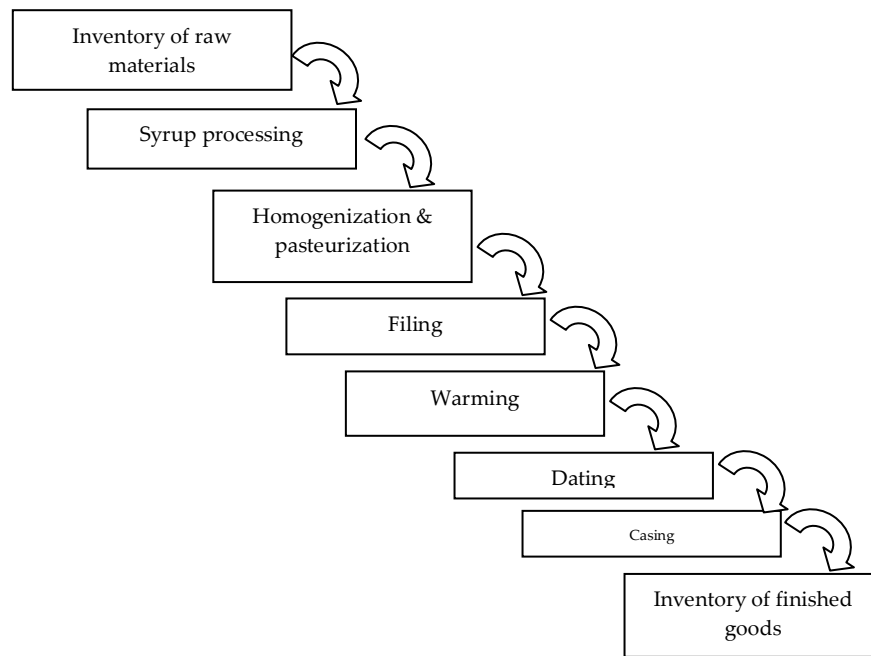 Inventory of raw
materials
Syrup processing
Homogenization &
pasteurization
Filing
Warming
Dating
Casing
Inventory of finished
goods